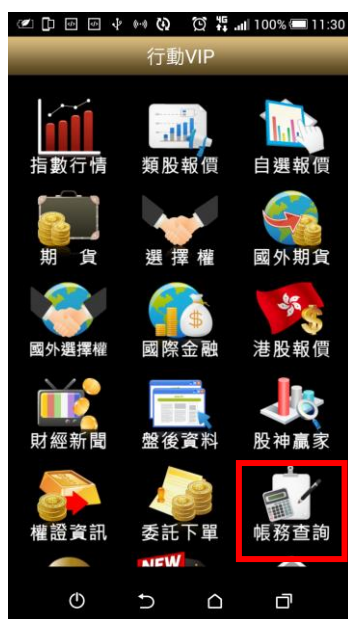 4G 100% 11:30
行動VIP
指數行情 類股報價 自選報價
期 貨 選 擇 權 國外期貨
國外選擇權 國際金融 港股報價
財經新聞 盤後資料 股神贏家
權證資訊 委託下單 帳務查詢
NEW